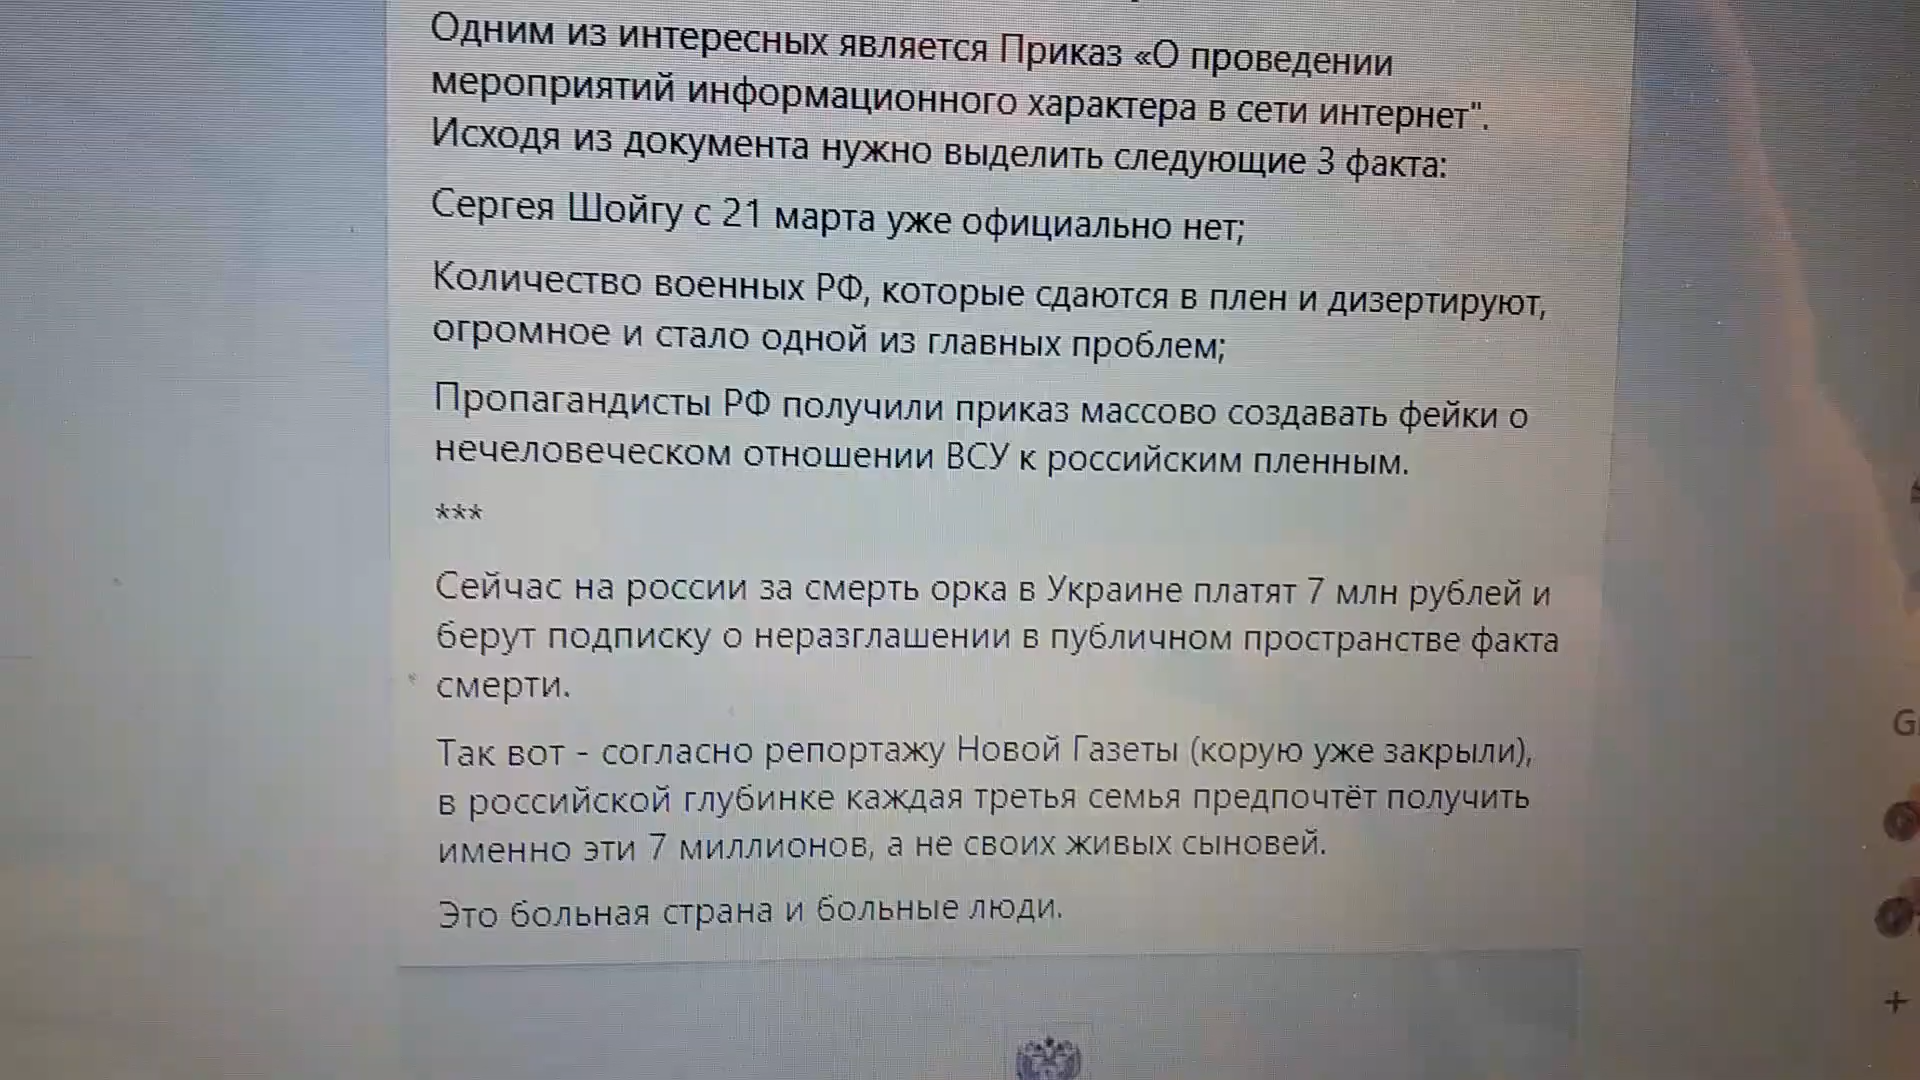 Одним из интересных является Приказ «О проведении
мероприятий информационного характера в сети интернет".
Исходя из документа нужно выделить следующие 3 факта:
Сергея Шойгу с 21 марта уже официально нет;
Количество военных РФ, которые сдаются в плен и дизертируют,
огромное и стало одной из главных проблем;
Пропагандисты РФ получили приказ массово создавать фейки о
нечеловеческом отношении ВСУ к российским пленным.
***
Сейчас на россии за смерть орка в Украине платят 7 млн рублей и
берут подписку о неразглашении в публичном пространстве факта
смерти.
Так вот - согласно репортажу Новой Газеты (корую уже закрыли),
в российской глубинке каждая третья семья предпочтёт получить
именно эти 7 миллионов, а не своих живых сыновей.
Это больная страна и больные люди.
G
+